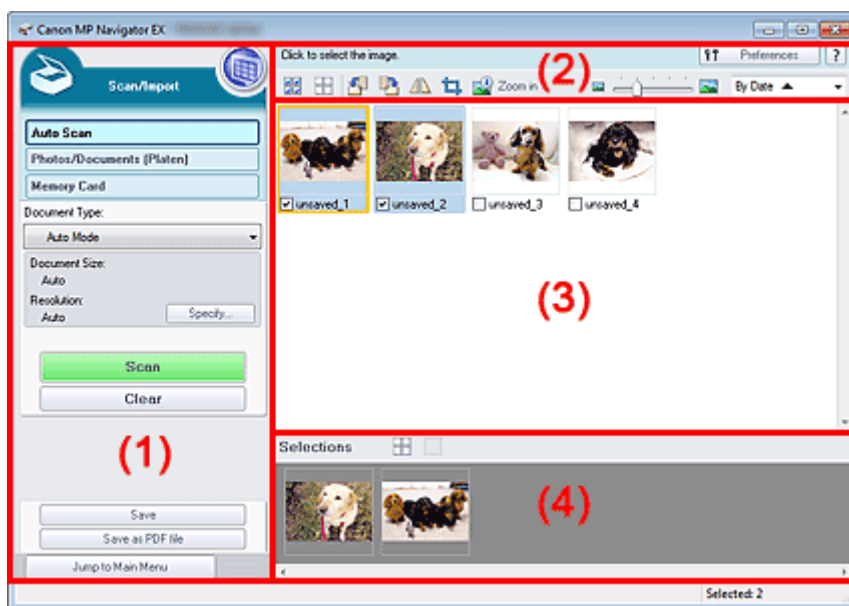 Canon MP Navigator EX
Scan/Import
Auto Scan
Photos/Documents (Platen)
Memory Card
Document Type:
Auto Mode
Document Size:
Auto
Resolution:
Auto
Specify...
Scan
Clear
(1)
Save
Save as PDF file
Jump to Main Menu
Click to select the image.
Preferences
?
(2)
Zoom in
By Date
unsaved_1
unsaved_2
unsaved_3
unsaved_4
(3)
Selections
(4)
Selected: 2